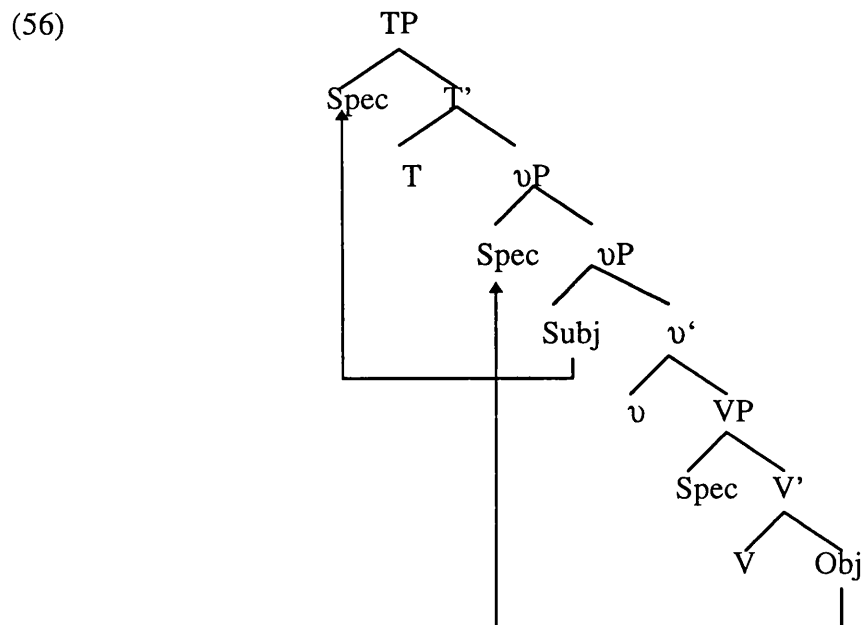 (56) TP
Spec T'
T υP
Spec υP
Subj υ‘
υ VP
Spec V'
V Obj